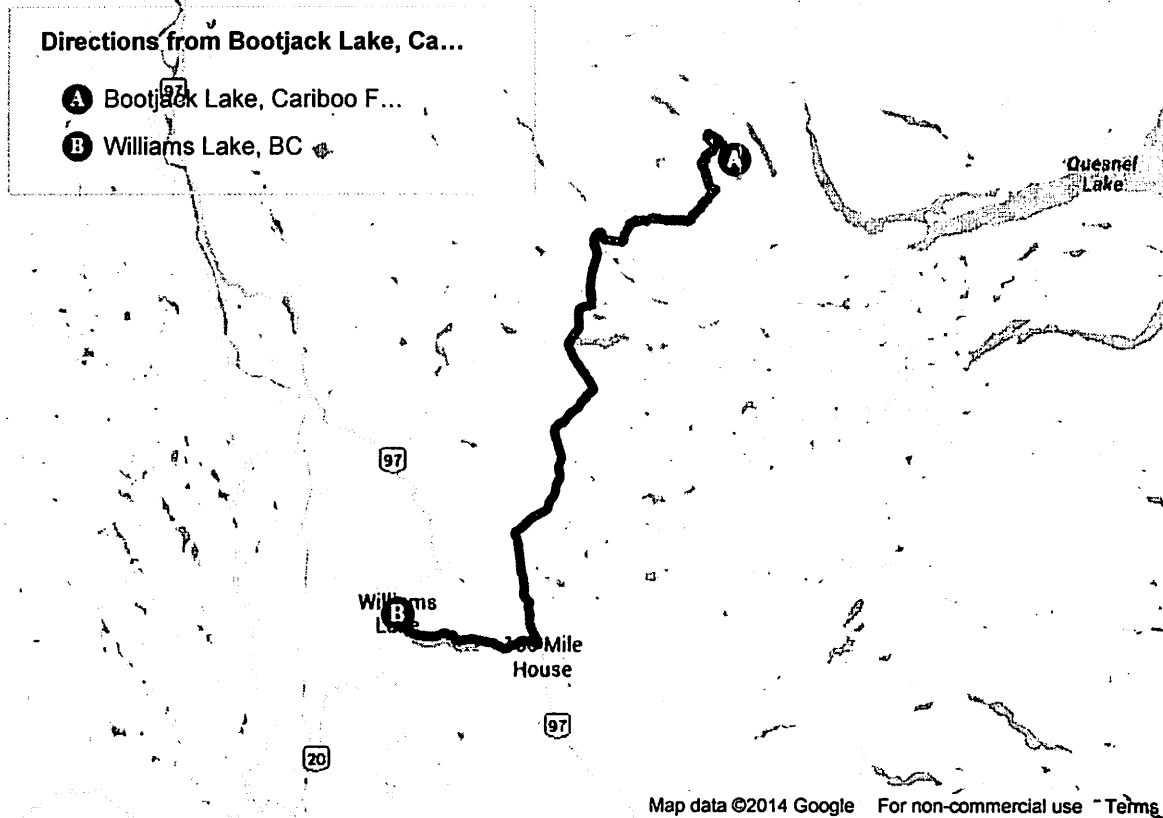 Directions from Bootjack Lake, Ca...
97
A Bootjack Lake, Cariboo F...
B Williams Lake, BC
A
Quesnel
Lake
97
Williams
B
Lake
Mile
House
97
20
Map data ©2014 Google For non-commercial use Terms